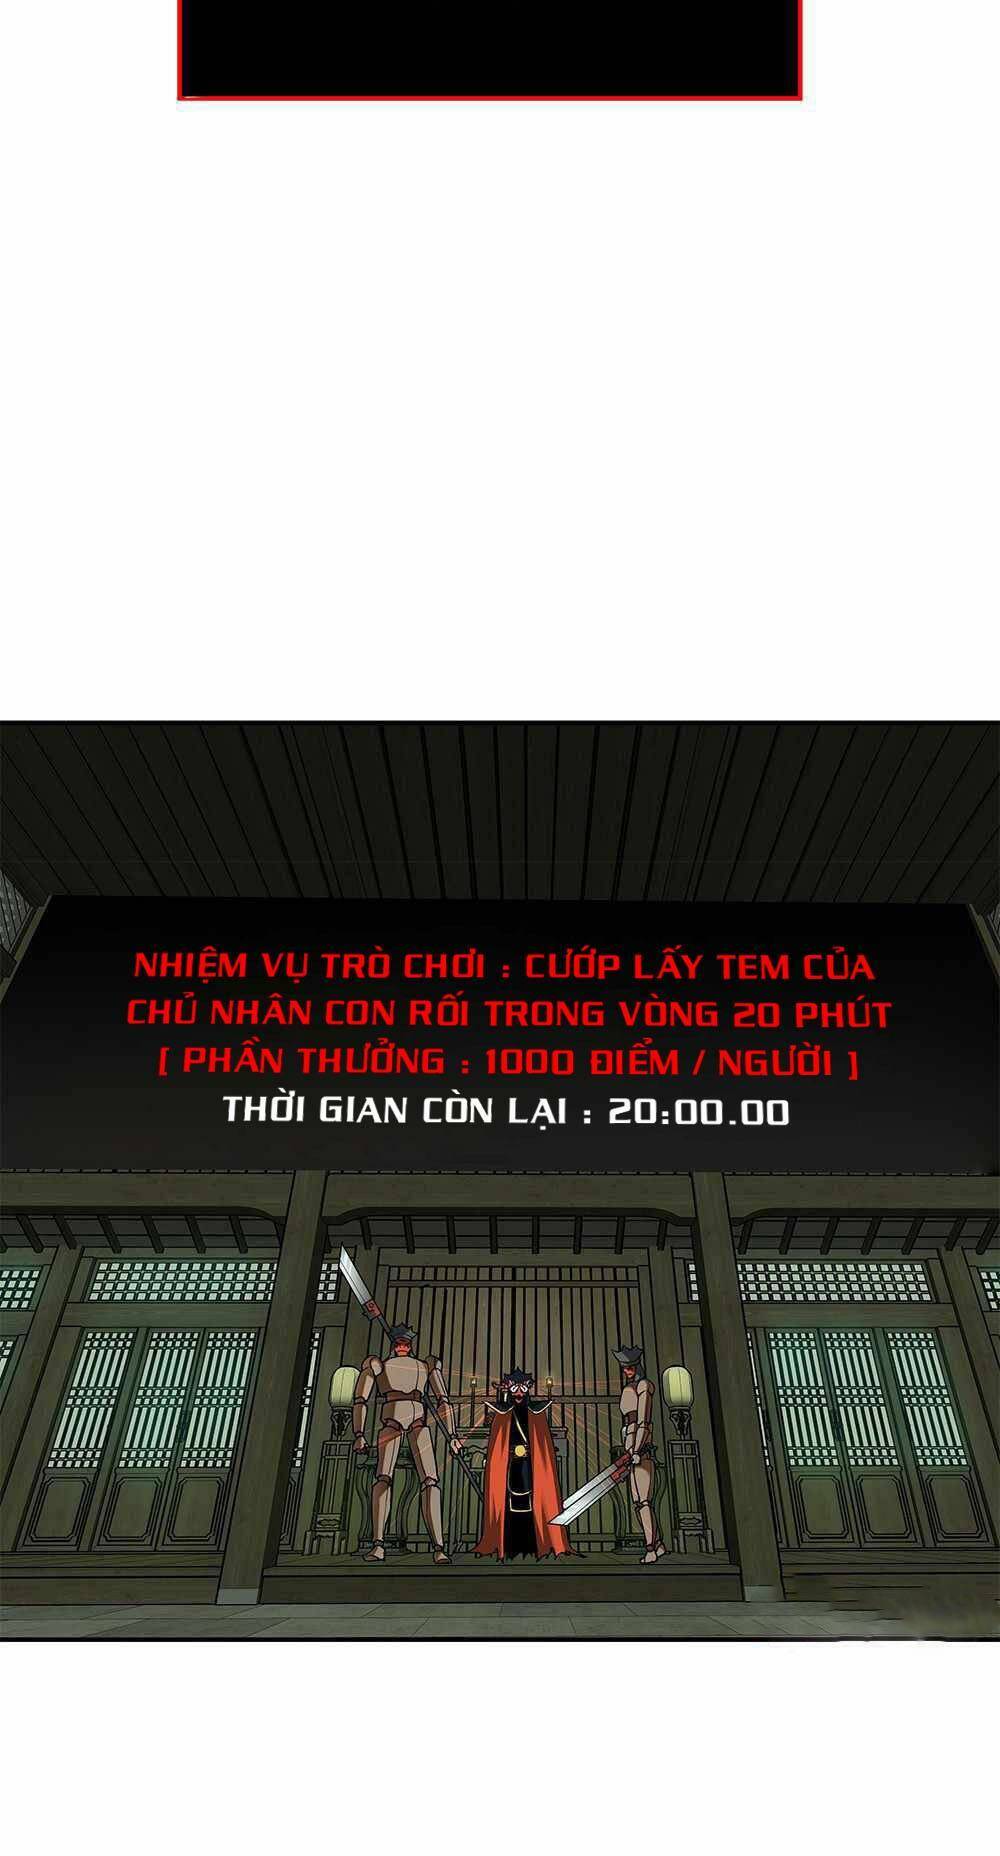 NHIỆM VỤ TRÒ CHƠI : CƯỚP LẤY TEM CỦA
CHỦ NHÂN CON RỐI TRONG VÒNG 20 PHÚT
[ PHẦN THƯỞNG : 1000 ĐIỂM / NGƯỜI ]
THỜI GIAN CÒN LẠI : 20:00.00